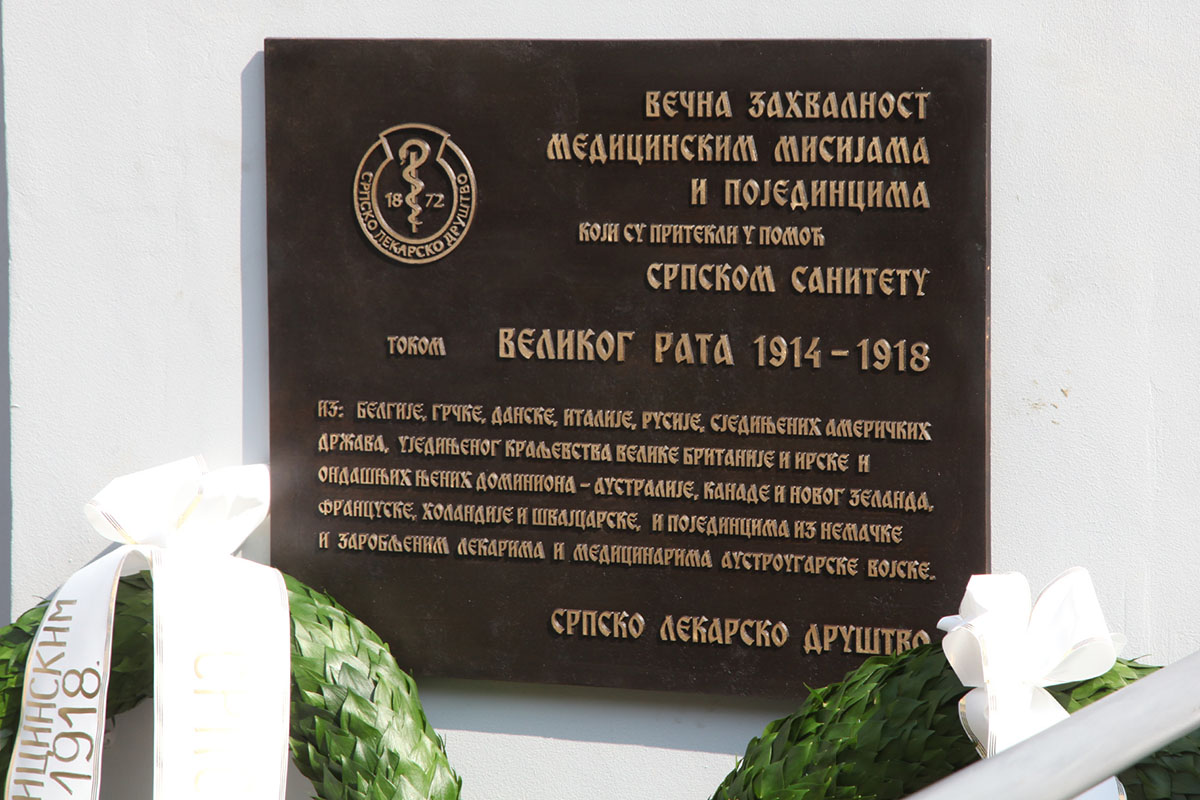 ВЕЧНА ЗАХВАЛНОСТ
МЕДИЦИНСКИМ МИСИЈАМА
И ПОЈЕДИНЦИМА
КОЈИ СУ ПРИТЕКЛИ У ПОМОЋ
СРПСКОМ САНИТЕТУ
ТОКОМ ВЕЛИКОГ РАТА 1914 – 1918
ИЗ: БЕЛГИЈЕ, ГРЧКЕ, ДАНСКЕ, ИТАЛИЈЕ, РУСИЈЕ, СЈЕДИЊЕНИХ АМЕРИЧКИХ
ДРЖАВА, УЈЕДИЊЕНОГ КРАЉЕВСТВА ВЕЛИКЕ БРИТАНИЈЕ И ИРСКЕ И
ОНДАШЊИХ ЊЕНИХ ДОМИНИОНА – АУСТРАЛИЈЕ, КАНАДЕ И НОВОГ ЗЕЛАНДА,
ФРАНЦУСКЕ, ХОЛАНДИЈЕ И ШВАЈЦАРСКЕ, И ПОЈЕДИНЦИМА ИЗ НЕМАЧКЕ
И ЗАРОБЉЕНИМ ЛЕКАРИМА И МЕДИЦИНАРИМА АУСТРОУГАРСКЕ ВОЈСКЕ.
СРПСКО ЛЕКАРСКО ДРУШТВО
18 72
СРПСКО ЛЕКАРСКО ДРУШТВО
ИЦИНСКИМ
1918.